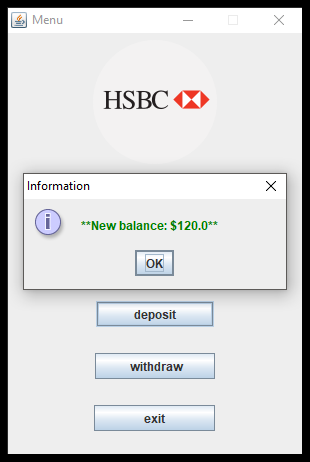 Menu
HSBC
Information
**New balance: $120.0**
OK
deposit
withdraw
exit